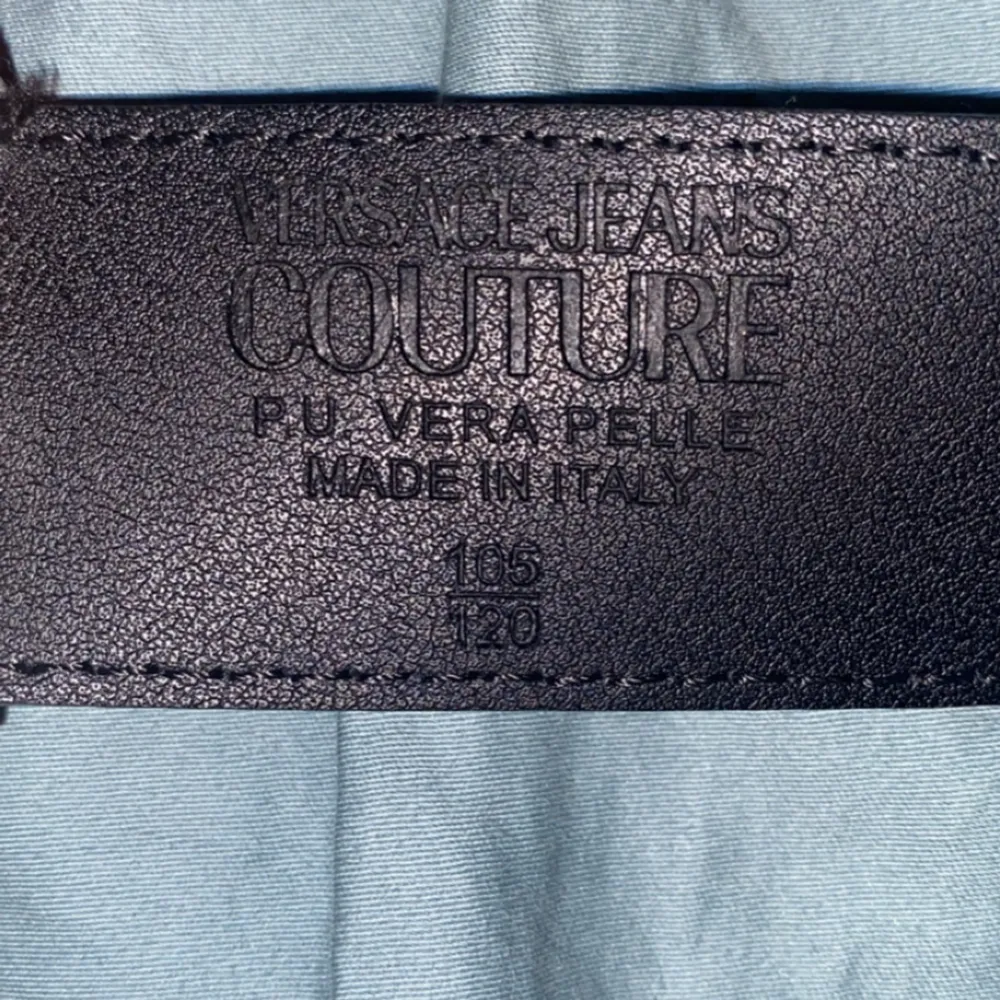 VERSACE JEANS
COUTURE
P.U VERA PELLE
MADE IN ITALY
105
120